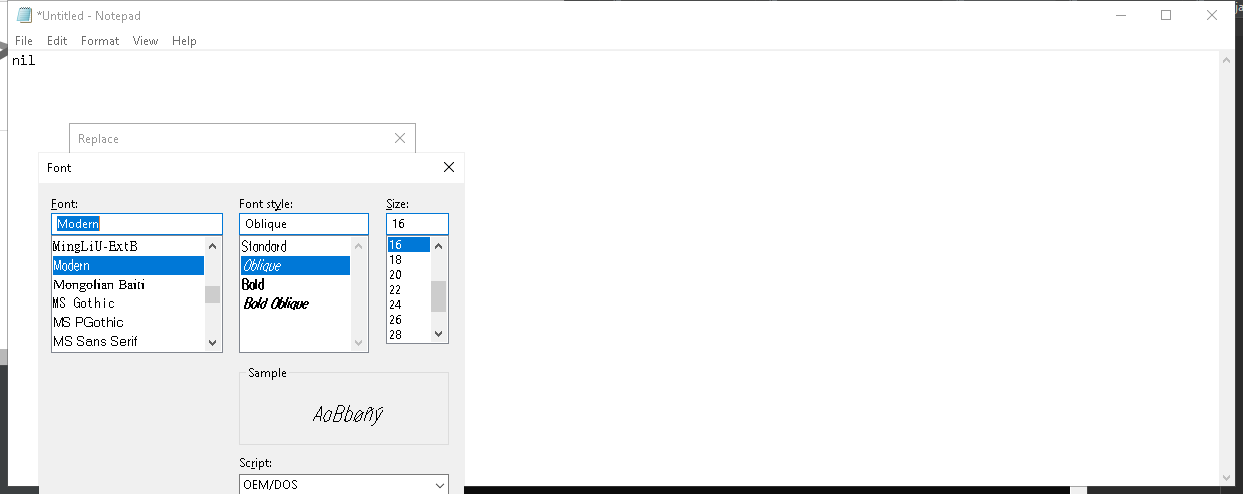 *Untitled - Notepad
File Edit Format View Help
nil
Replace
Font
Font: Font style: Size:
Modern Oblique 16
MingLiU-ExtB Standard 16
Modern Oblique 18
Mongolian Baiti Bold 20
MS Gothic Bold Oblique 22
MS PGothic 24
MS Sans Serif 26
28
Sample
AaBbøñý
Script:
OEM/DOS